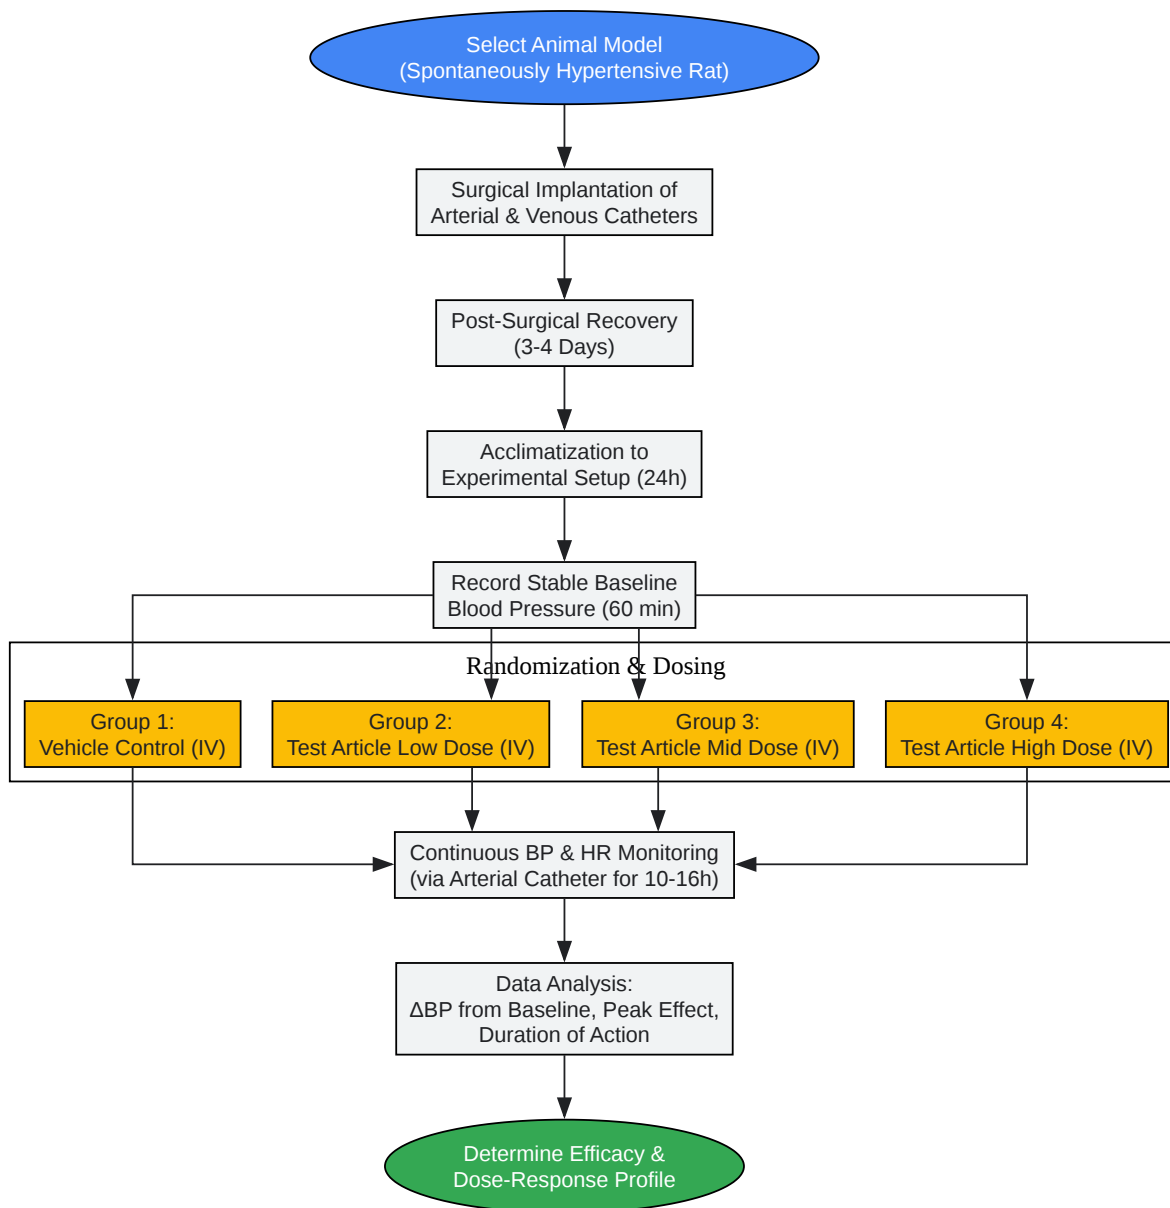 Select Animal Model
(Spontaneously Hypertensive Rat)
Surgical Implantation of
Arterial & Venous Catheters
Post-Surgical Recovery
(3-4 Days)
Acclimatization to
Experimental Setup (24h)
Record Stable Baseline
Blood Pressure (60 min)
Randomization & Dosing
Group 1:
Vehicle Control (IV)
Group 2:
Test Article Low Dose (IV)
Group 3:
Test Article Mid Dose (IV)
Group 4:
Test Article High Dose (IV)
Continuous BP & HR Monitoring
(via Arterial Catheter for 10-16h)
Data Analysis:
ΔBP from Baseline, Peak Effect,
Duration of Action
Determine Efficacy &
Dose-Response Profile